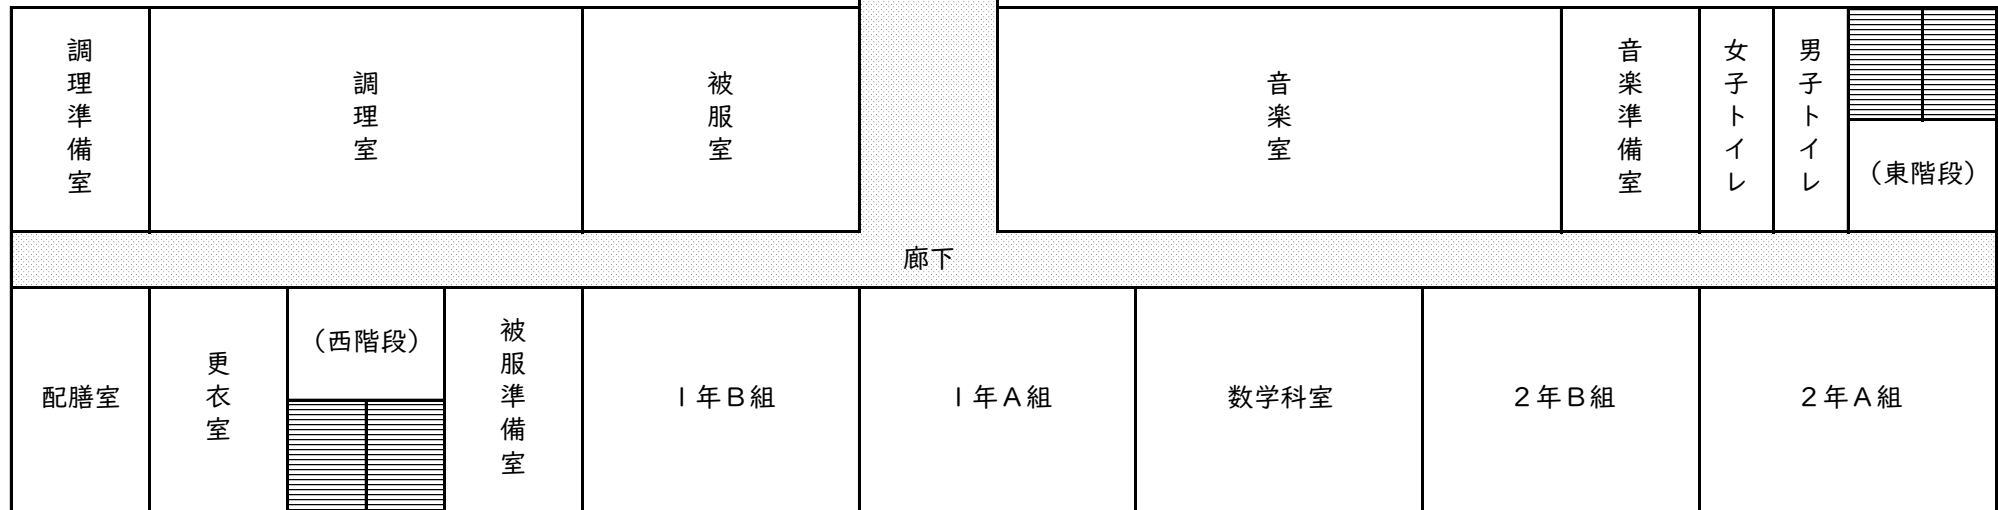 調理準備室
調理室
被服室
音楽室
音楽準備室
女子トイレ
男子トイレ
（東階段）
廊下
配膳室
更衣室
（西階段）
被服準備室
１年Ｂ組
１年Ａ組
数学科室
２年Ｂ組
２年Ａ組